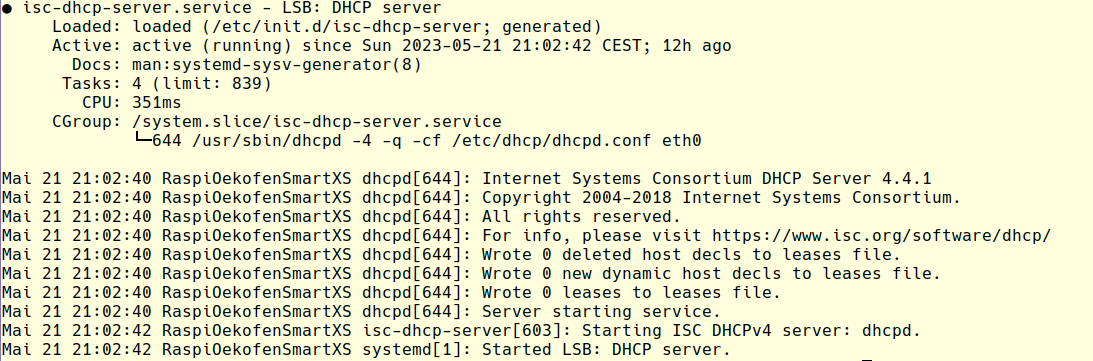 ● isc-dhcp-server.service - LSB: DHCP server
     Loaded: loaded (/etc/init.d/isc-dhcp-server; generated)
     Active: active (running) since Sun 2023-05-21 21:02:42 CEST; 12h ago
       Docs: man:systemd-sysv-generator(8)
      Tasks: 4 (limit: 839)
        CPU: 351ms
     CGroup: /system.slice/isc-dhcp-server.service
             └─644 /usr/sbin/dhcpd -4 -q -cf /etc/dhcp/dhcpd.conf eth0

Mai 21 21:02:40 RaspiOekofenSmartXS dhcpd[644]: Internet Systems Consortium DHCP Server 4.4.1
Mai 21 21:02:40 RaspiOekofenSmartXS dhcpd[644]: Copyright 2004-2018 Internet Systems Consortium.
Mai 21 21:02:40 RaspiOekofenSmartXS dhcpd[644]: All rights reserved.
Mai 21 21:02:40 RaspiOekofenSmartXS dhcpd[644]: For info, please visit https://www.isc.org/software/dhcp/
Mai 21 21:02:40 RaspiOekofenSmartXS dhcpd[644]: Wrote 0 deleted host decls to leases file.
Mai 21 21:02:40 RaspiOekofenSmartXS dhcpd[644]: Wrote 0 new dynamic host decls to leases file.
Mai 21 21:02:40 RaspiOekofenSmartXS dhcpd[644]: Wrote 0 leases to leases file.
Mai 21 21:02:40 RaspiOekofenSmartXS dhcpd[644]: Server starting service.
Mai 21 21:02:42 RaspiOekofenSmartXS isc-dhcp-server[603]: Starting ISC DHCPv4 server: dhcpd.
Mai 21 21:02:42 RaspiOekofenSmartXS systemd[1]: Started LSB: DHCP server.